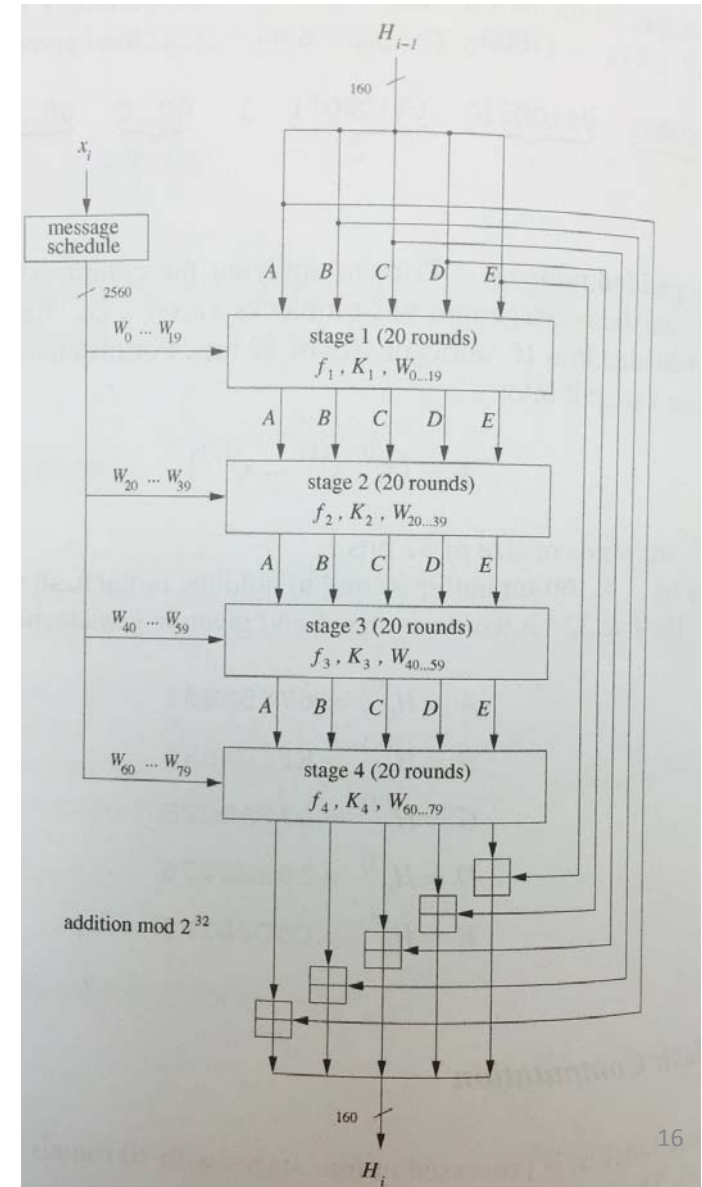 H_{i-1}
160
x_i
message
schedule
2560
A B D E
W_0 ... W_19
stage 1 (20 rounds)
f_1 , K_1 , W_{0...19}
A B C D E
W_20 ... W_39
stage 2 (20 rounds)
f_2 , K_2 , W_{20...39}
A B C D E
W_40 ... W_59
stage 3 (20 rounds)
f_3 , K_3 , W_{40...59}
A B C D E
W_60 ... W_79
stage 4 (20 rounds)
f_4 , K_4 , W_{60...79}
addition mod 2^{32}
160
16
H_i